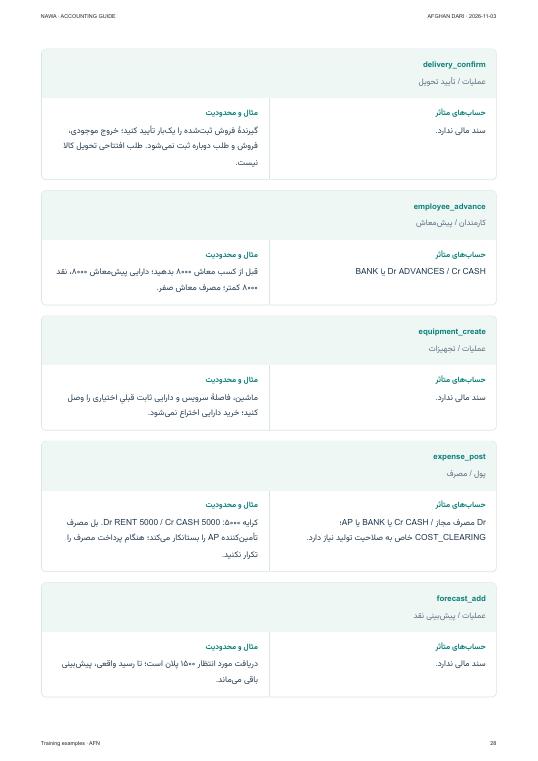 NAWA · ACCOUNTING GUIDE
AFGHAN DARI · 2026-11-03
delivery_confirm
عملیات / تأیید تحویل
حساب‌های متأثر
سند مالی ندارد.
مثال و محدودیت
گیرندهٔ فروش ثبت‌شده را یک‌بار تأیید کنید؛ خروج موجودی،
فروش و طلب دوباره ثبت نمی‌شود. طلب افتتاحی تحویل کالا
نیست.
employee_advance
کارمندان / پیش‌معاش
حساب‌های متأثر
Dr ADVANCES / Cr CASH یا BANK
مثال و محدودیت
قبل از کسب معاش ۸۰۰۰ بدهید؛ دارایی پیش‌معاش ۸۰۰۰، نقد
۸۰۰۰ کمتر؛ مصرف معاش صفر.
equipment_create
عملیات / تجهیزات
حساب‌های متأثر
سند مالی ندارد.
مثال و محدودیت
ماشین، فاصلهٔ سرویس و دارایی ثابت قبلیِ اختیاری را وصل
کنید؛ خرید دارایی اختراع نمی‌شود.
expense_post
پول / مصرف
حساب‌های متأثر
Dr مصرف مجاز / Cr CASH یا BANK یا AP؛
COST_CLEARING خاص به صلاحیت تولید نیاز دارد.
مثال و محدودیت
کرایه ۵۰۰۰: Dr RENT 5000 / Cr CASH 5000. بل مصرف
تأمین‌کننده AP را بستانکار می‌کند؛ هنگام پرداخت مصرف را
تکرار نکنید.
forecast_add
عملیات / پیش‌بینی نقد
حساب‌های متأثر
سند مالی ندارد.
مثال و محدودیت
دریافت مورد انتظار ۱۵۰۰ پلان است؛ تا رسید واقعی، پیش‌بینی
باقی می‌ماند.
Training examples · AFN
28